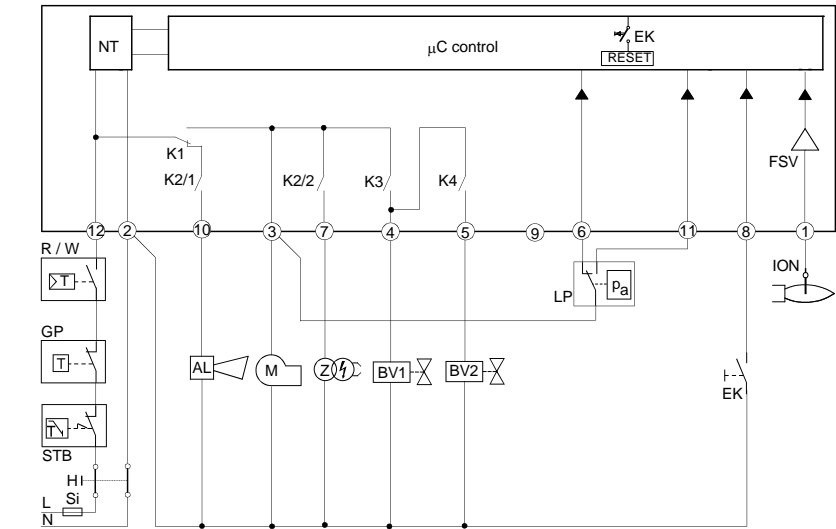 NT
μC control
EK
RESET
K1
FSV
K2/1
K2/2
K3
K4
12
2
10
3
7
4
5
9
6
11
8
1
R / W
T
ION
LP
pa
GP
T
AL
M
Z
BV1
BV2
EK
T
STB
H
Si
L
N